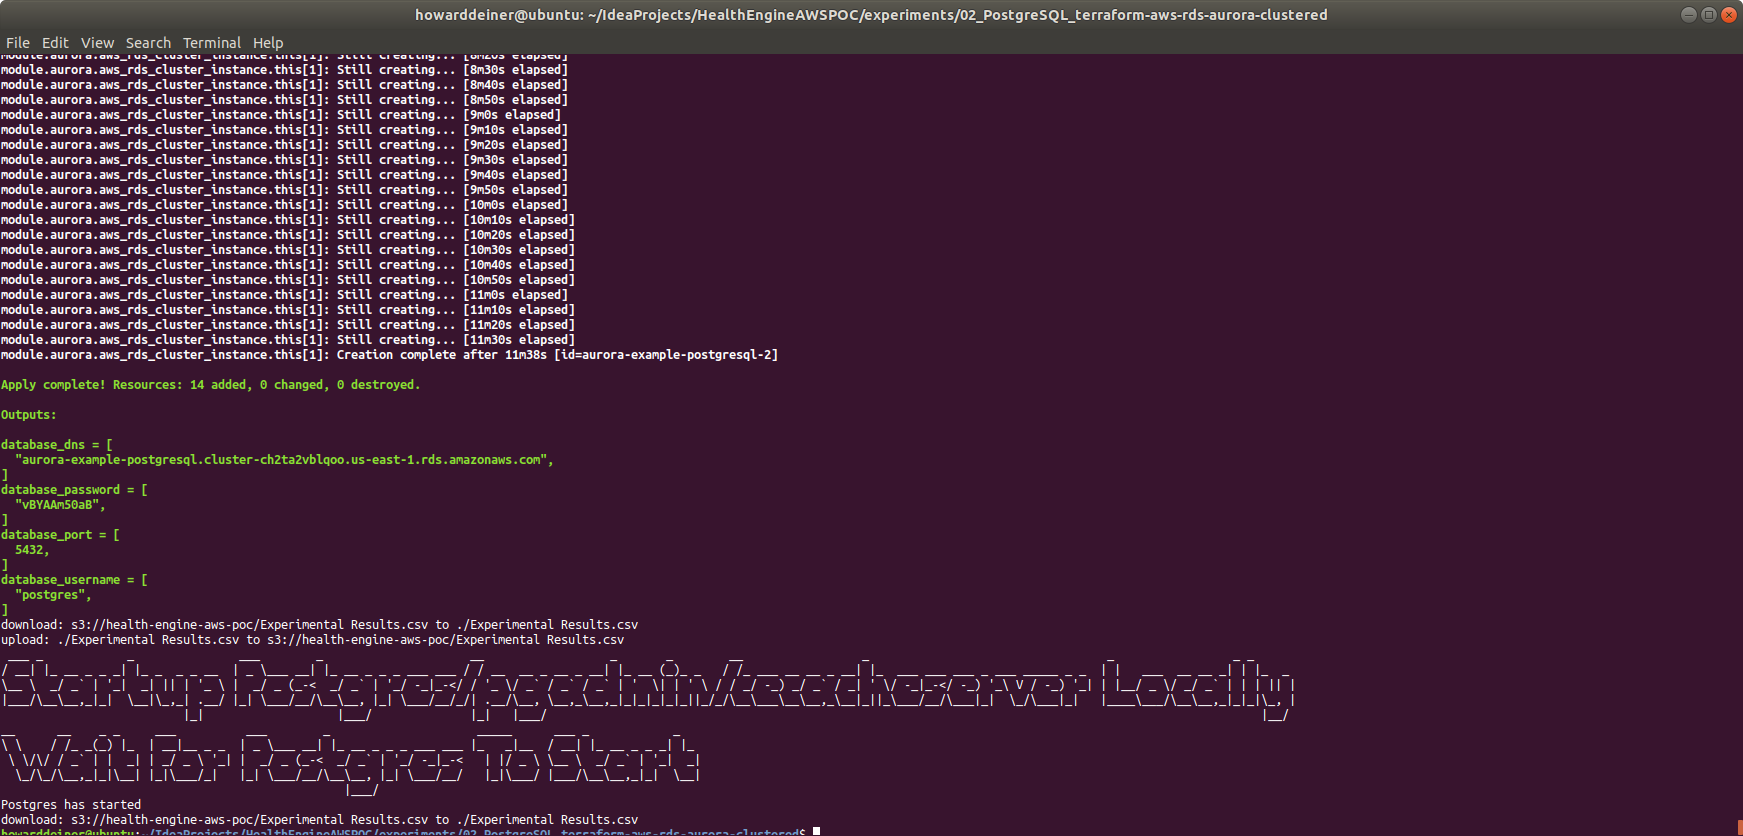 howarddeiner@ubuntu: ~/IdeaProjects/HealthEngineAWSPOC/experiments/02_PostgreSQL_terraform-aws-rds-aurora-clustered
File Edit View Search Terminal Help
module.aurora.aws_rds_cluster_instance.this[1]: Still creating... [8m20s elapsed]
module.aurora.aws_rds_cluster_instance.this[1]: Still creating... [8m30s elapsed]
module.aurora.aws_rds_cluster_instance.this[1]: Still creating... [8m40s elapsed]
module.aurora.aws_rds_cluster_instance.this[1]: Still creating... [8m50s elapsed]
module.aurora.aws_rds_cluster_instance.this[1]: Still creating... [9m0s elapsed]
module.aurora.aws_rds_cluster_instance.this[1]: Still creating... [9m10s elapsed]
module.aurora.aws_rds_cluster_instance.this[1]: Still creating... [9m20s elapsed]
module.aurora.aws_rds_cluster_instance.this[1]: Still creating... [9m30s elapsed]
module.aurora.aws_rds_cluster_instance.this[1]: Still creating... [9m40s elapsed]
module.aurora.aws_rds_cluster_instance.this[1]: Still creating... [9m50s elapsed]
module.aurora.aws_rds_cluster_instance.this[1]: Still creating... [10m0s elapsed]
module.aurora.aws_rds_cluster_instance.this[1]: Still creating... [10m10s elapsed]
module.aurora.aws_rds_cluster_instance.this[1]: Still creating... [10m20s elapsed]
module.aurora.aws_rds_cluster_instance.this[1]: Still creating... [10m30s elapsed]
module.aurora.aws_rds_cluster_instance.this[1]: Still creating... [10m40s elapsed]
module.aurora.aws_rds_cluster_instance.this[1]: Still creating... [10m50s elapsed]
module.aurora.aws_rds_cluster_instance.this[1]: Still creating... [11m0s elapsed]
module.aurora.aws_rds_cluster_instance.this[1]: Still creating... [11m10s elapsed]
module.aurora.aws_rds_cluster_instance.this[1]: Still creating... [11m20s elapsed]
module.aurora.aws_rds_cluster_instance.this[1]: Still creating... [11m30s elapsed]
module.aurora.aws_rds_cluster_instance.this[1]: Creation complete after 11m38s [id=aurora-example-postgresql-2]
Apply complete! Resources: 14 added, 0 changed, 0 destroyed.
Outputs:
database_dns = [
"aurora-example-postgresql.cluster-ch2ta2vblqoo.us-east-1.rds.amazonaws.com",
]
database_password = [
"vBYAAm50aB",
]
database_port = [
5432,
]
database_username = [
"postgres",
]
download: s3://health-engine-aws-poc/Experimental Results.csv to ./Experimental Results.csv
upload: ./Experimental Results.csv to s3://health-engine-aws-poc/Experimental Results.csv
Startup Postgres/pgadmin/cecdcacheserver Locally
Wait For Postgres To Start
Postgres has started
download: s3://health-engine-aws-poc/Experimental Results.csv to ./Experimental Results.csv
howarddeiner@ubuntu:~/IdeaProjects/HealthEngineAWSPOC/experiments/02_PostgreSQL_terraform-aws-rds-aurora-clustered$